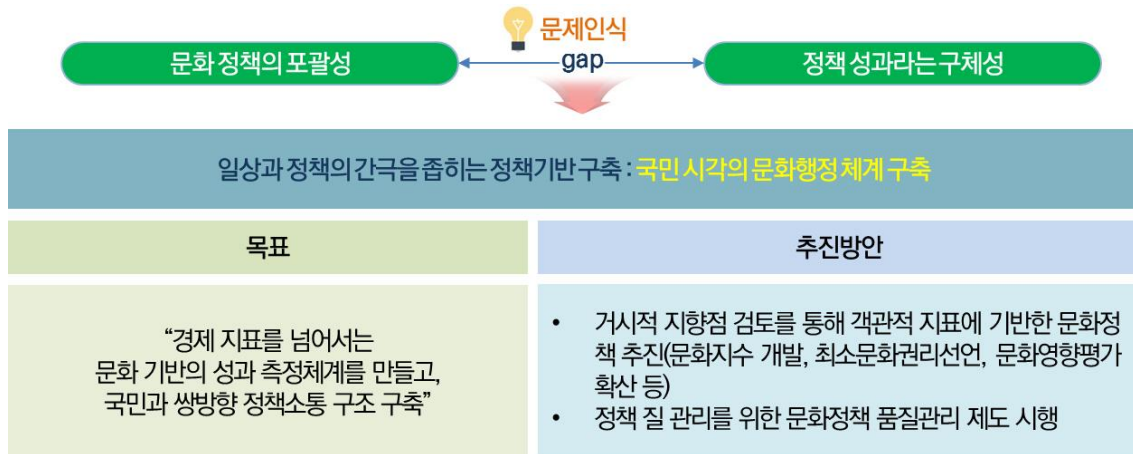 문제인식
문화 정책의 포괄성
gap
정책 성과라는 구체성
일상과 정책의 간극을 좁히는 정책기반 구축 : 국민 시각의 문화행정 체계 구축
목표
추진방안
“경제 지표를 넘어서는
문화 기반의 성과 측정체계를 만들고,
국민과 쌍방향 정책소통 구조 구축”
• 거시적 지향점 검토를 통해 객관적 지표에 기반한 문화정
책 추진(문화지수 개발, 최소문화권리선언, 문화영향평가
확산 등)
• 정책 질 관리를 위한 문화정책 품질관리 제도 시행